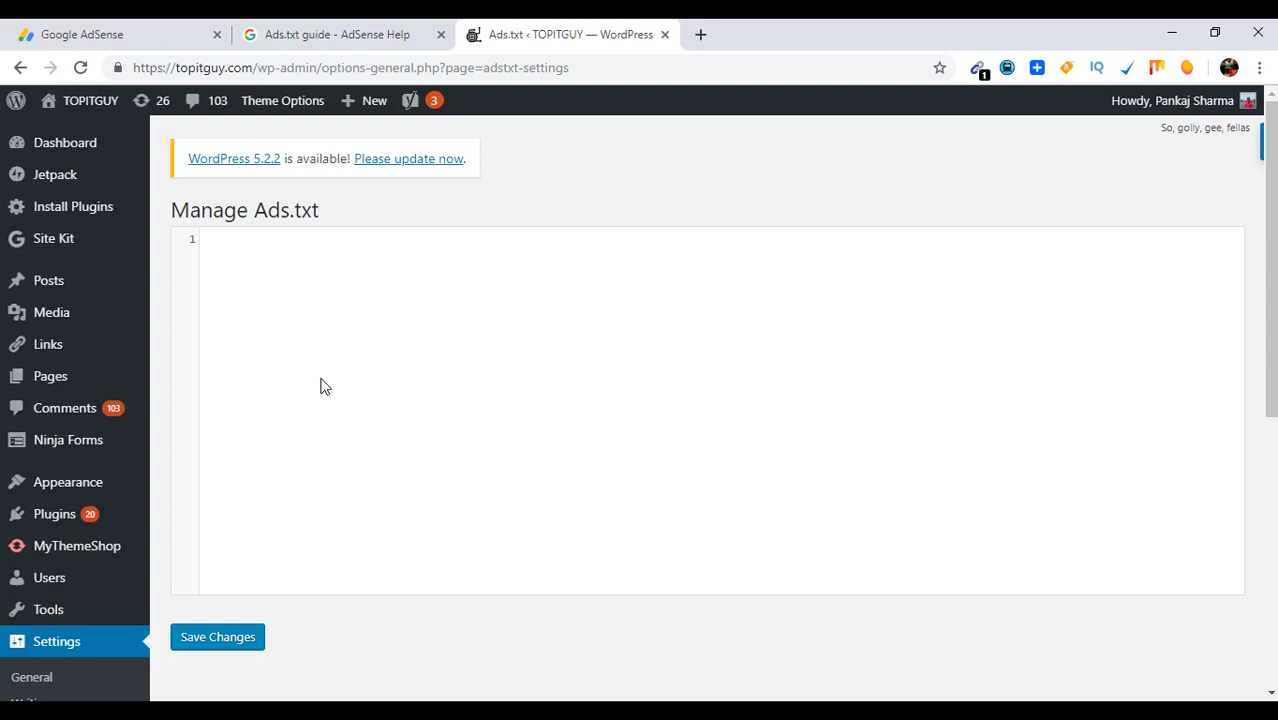 Google AdSense
Ads.txt guide - AdSense Help
Ads.txt ‹ TOPITGUY — WordPress
https://topitguy.com/wp-admin/options-general.php?page=adstxt-settings
1
TOPITGUY 26 103 Theme Options New 3 Howdy, Pankaj Sharma
So, golly, gee, fellas
Dashboard
Jetpack
Install Plugins
Site Kit
Posts
Media
Links
Pages
Comments 103
Ninja Forms
Appearance
Plugins 20
MyThemeShop
Users
Tools
Settings
General
WordPress 5.2.2 is available! Please update now.
Manage Ads.txt
1
Save Changes